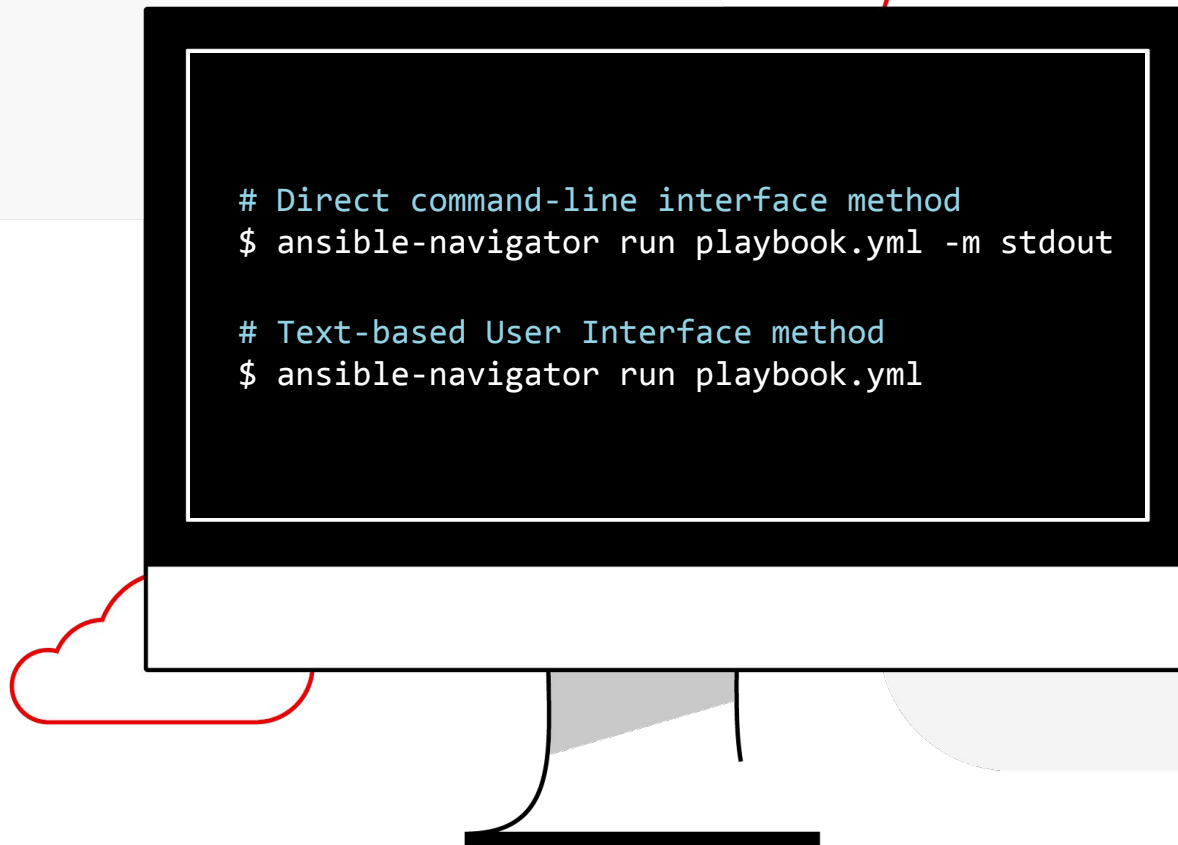 # Direct command-line interface method
$ ansible-navigator run playbook.yml -m stdout
# Text-based User Interface method
$ ansible-navigator run playbook.yml